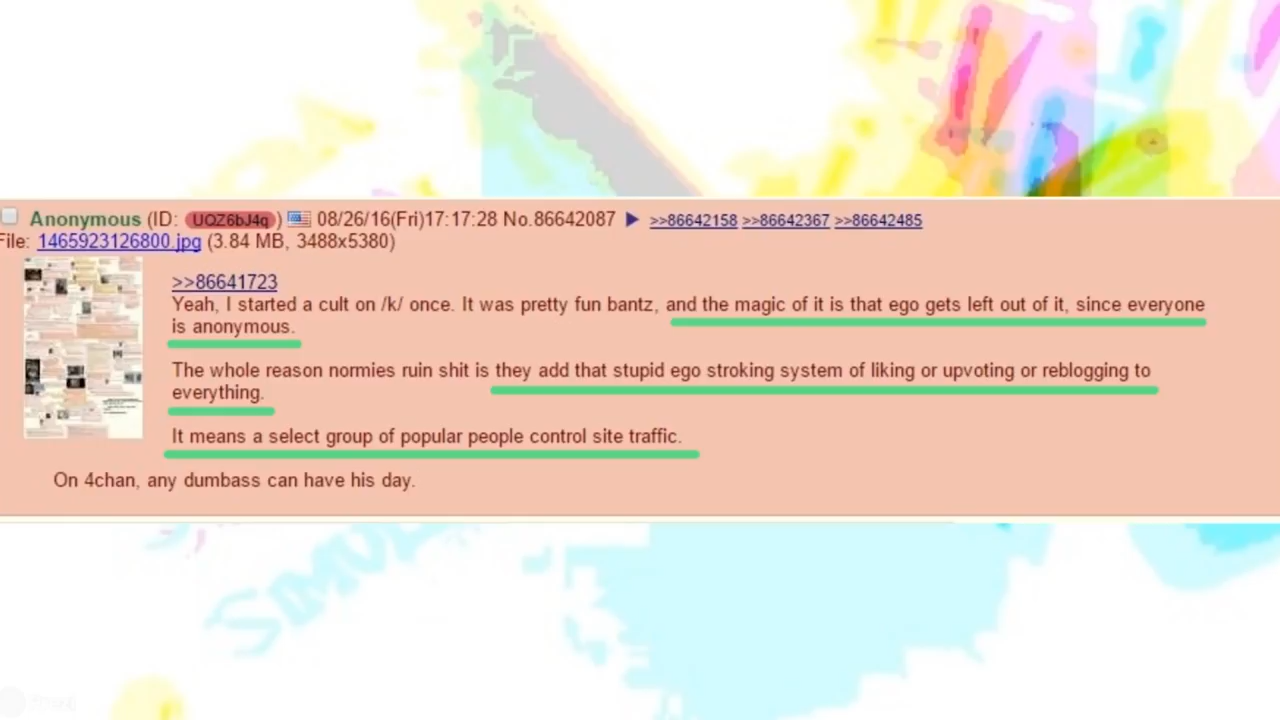 Anonymous (ID: UOZ6bJ4q) 08/26/16(Fri)17:17:28 No.86642087 ▶ >>86642158 >>86642367 >>86642485
File: 1465923126800.jpg (3.84 MB, 3488x5380)
>>86641723
Yeah, I started a cult on /k/ once. It was pretty fun bantz, and the magic of it is that ego gets left out of it, since everyone
is anonymous.
The whole reason normies ruin shit is they add that stupid ego stroking system of liking or upvoting or reblogging to
everything.
It means a select group of popular people control site traffic.
On 4chan, any dumbass can have his day.